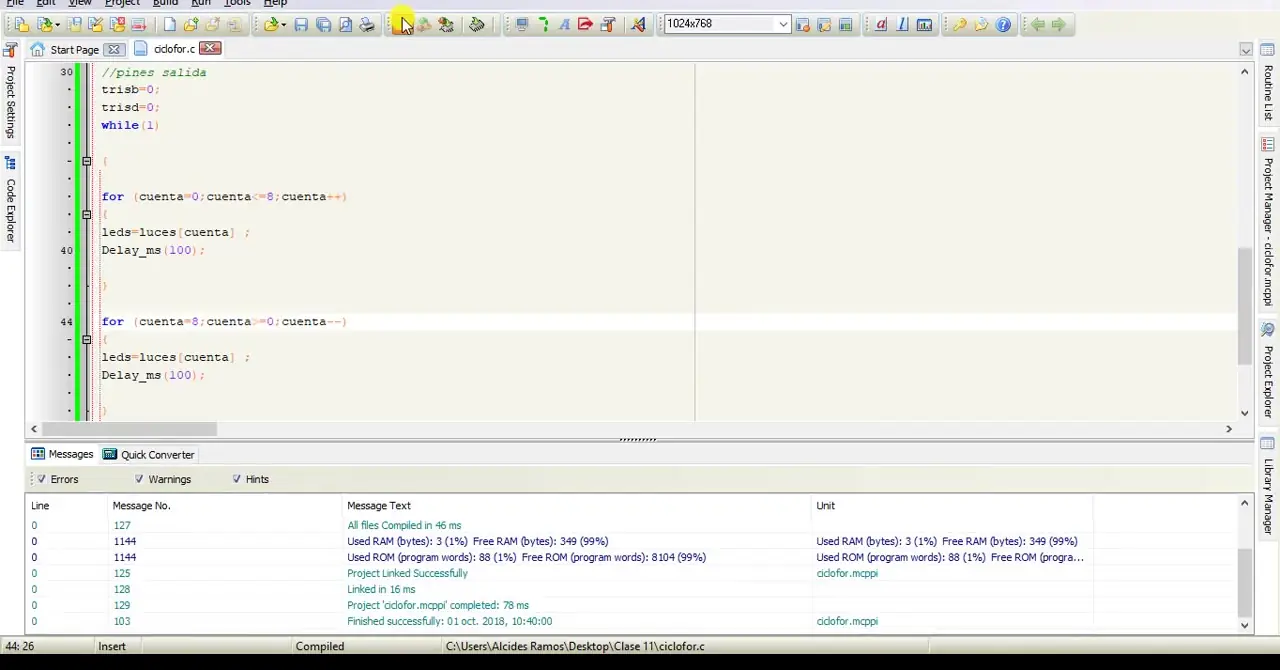 File Edit View Project Build Run Tools Help
1024x768
Start Page ciclofor.c
30 //pines salida
trisb=0;
trisd=0;
while(1)
{
for (cuenta=0;cuenta<=8;cuenta++)
{
leds=luces[cuenta] ;
40 Delay_ms(100);
}
44 for (cuenta=8;cuenta>=0;cuenta--)
{
leds=luces[cuenta] ;
Delay_ms(100);
}
Project Settings
Code Explorer
Routine List
Project Manager - ciclofor.mcppi
Project Explorer
Library Manager
Messages Quick Converter
Errors Warnings Hints
Line Message No. Message Text Unit
0 127 All files Compiled in 46 ms
0 1144 Used RAM (bytes): 3 (1%) Free RAM (bytes): 349 (99%) Used RAM (bytes): 3 (1%) Free RAM (bytes): 349 (99%)
0 1144 Used ROM (program words): 88 (1%) Free ROM (program words): 8104 (99%) Used ROM (program words): 88 (1%) Free ROM (progra...
0 125 Project Linked Successfully ciclofor.mcppi
0 128 Linked in 16 ms
0 129 Project 'ciclofor.mcppi' completed: 78 ms
0 103 Finished successfully: 01 oct. 2018, 10:40:00 ciclofor.mcppi
44: 26 Insert Compiled C:\Users\Alcides Ramos\Desktop\Clase 11\ciclofor.c